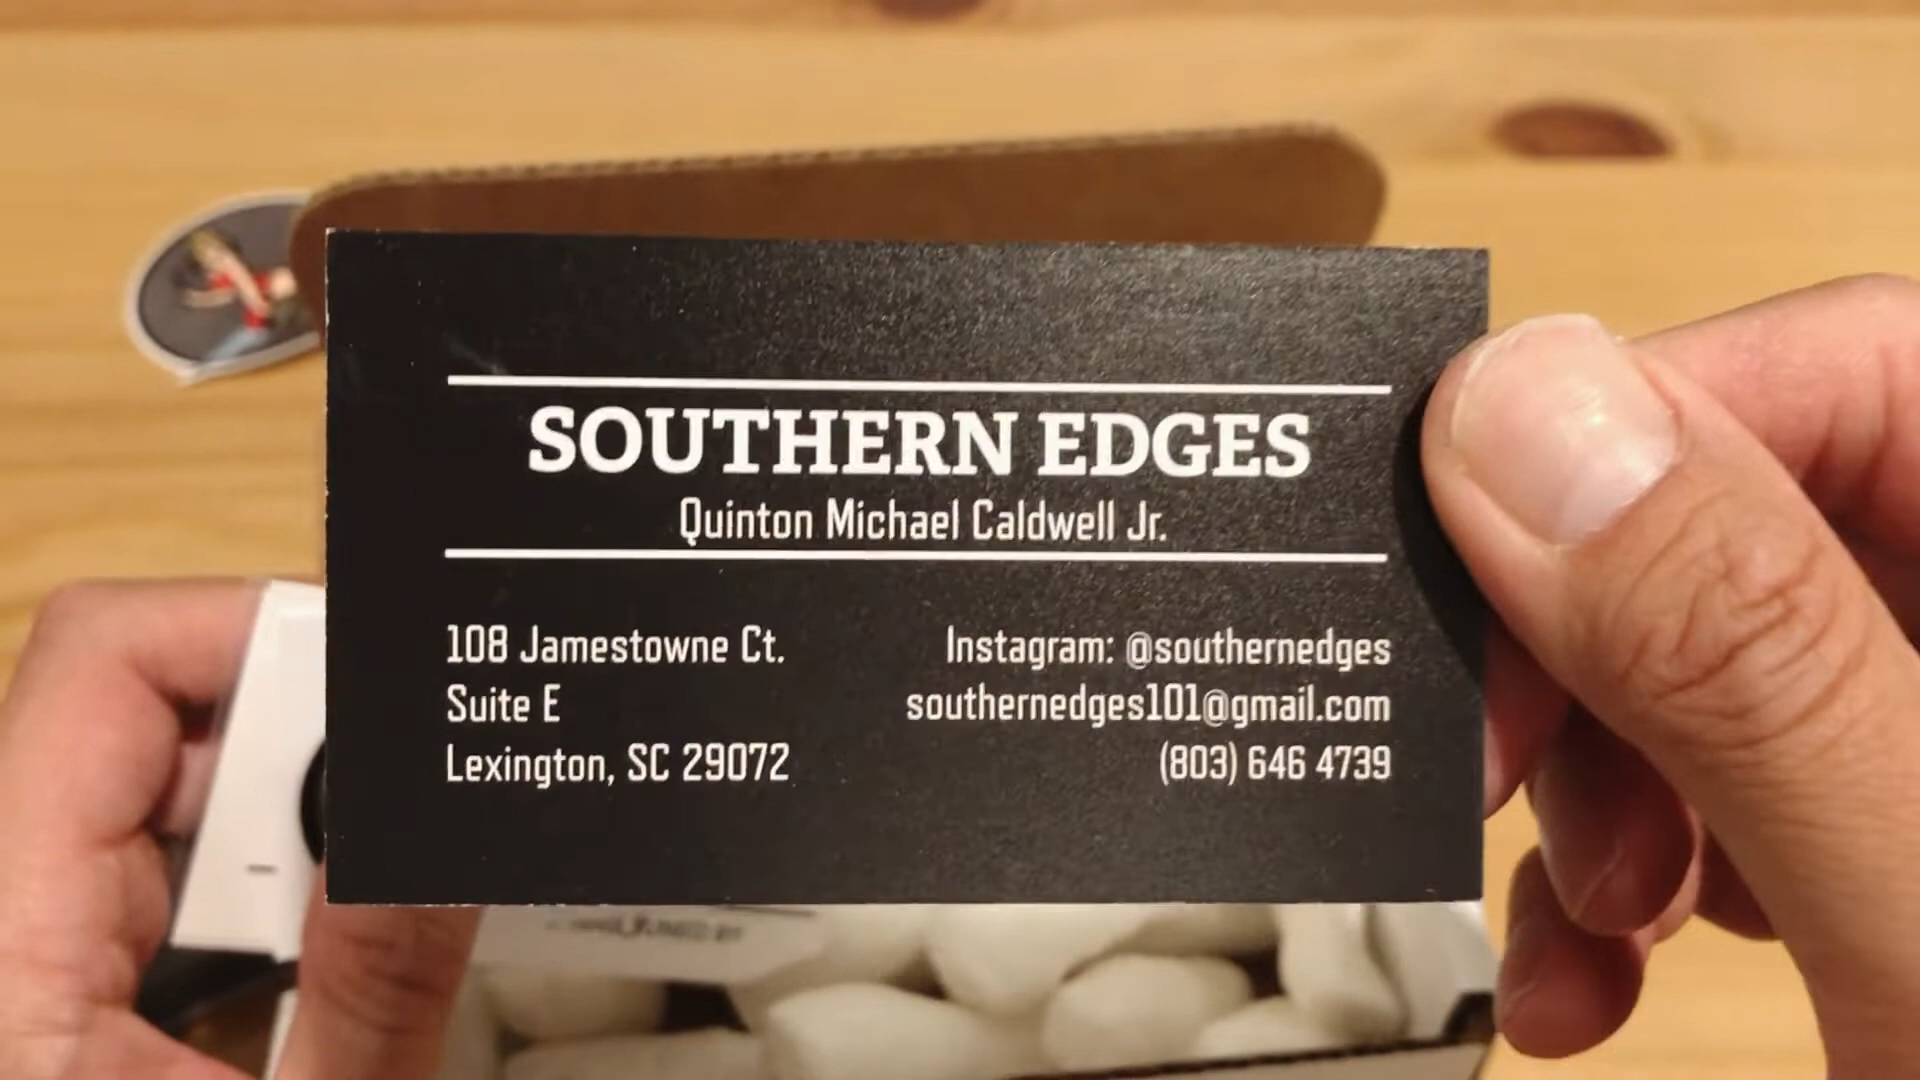 SOUTHERN EDGES
Quinton Michael Caldwell Jr.
108 Jamestowne Ct.
Suite E
Lexington, SC 29072
Instagram: @southernedges
southernedges101@gmail.com
(803) 646 4739